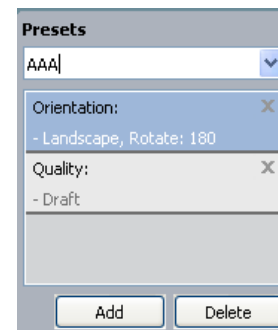 Presets
AAA
Orientation:
- Landscape, Rotate: 180
Quality:
- Draft
Add Delete